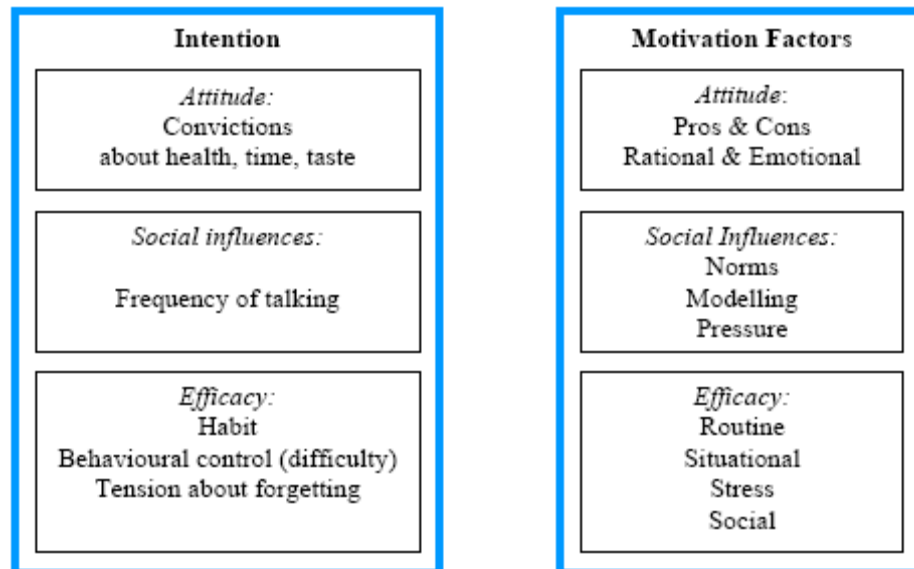 Intention
Attitude:
Convictions
about health, time, taste
Social influences:
Frequency of talking
Efficacy:
Habit
Behavioural control (difficulty)
Tension about forgetting
Motivation Factors
Attitude:
Pros & Cons
Rational & Emotional
Social Influences:
Norms
Modelling
Pressure
Efficacy:
Routine
Situational
Stress
Social